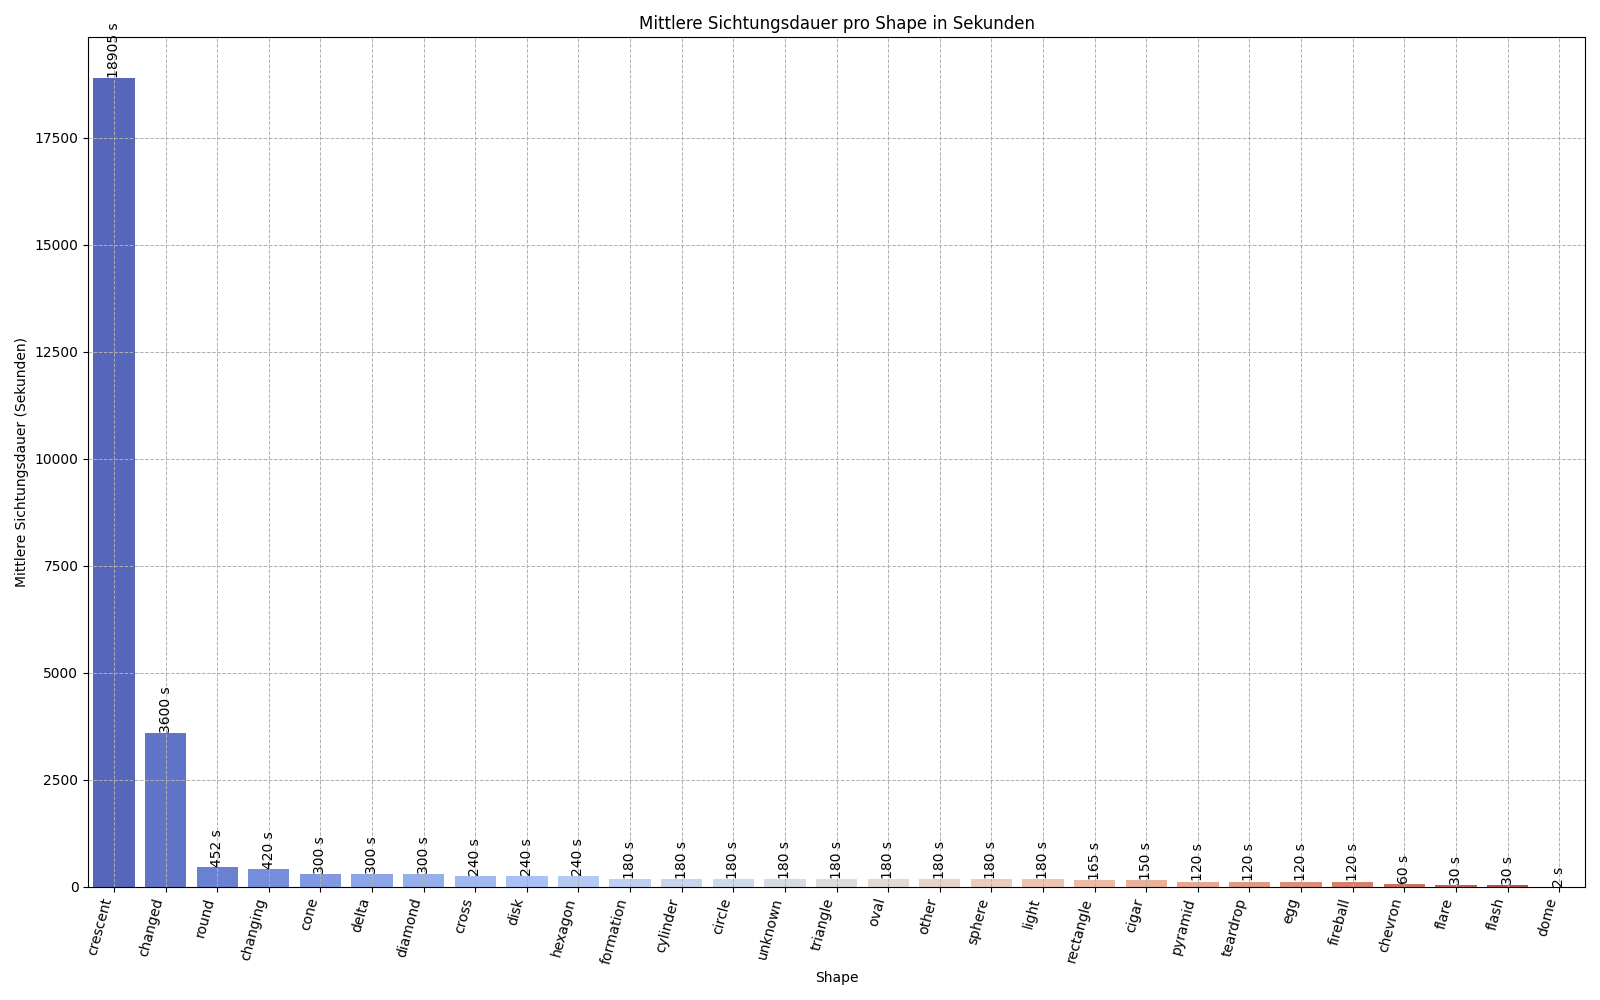 Mittlere Sichtungsdauer pro Shape in Sekunden
Mittlere Sichtungsdauer (Sekunden)
17500
15000
12500
10000
7500
5000
2500
0
18905 s
3600 s
452 s
420 s
300 s
300 s
300 s
240 s
240 s
240 s
180 s
180 s
180 s
180 s
180 s
180 s
180 s
180 s
180 s
165 s
150 s
120 s
120 s
120 s
120 s
60 s
30 s
30 s
2 s
crescent
changed
round
changing
cone
delta
diamond
cross
disk
hexagon
formation
cylinder
circle
unknown
triangle
oval
other
sphere
light
rectangle
cigar
pyramid
teardrop
egg
fireball
chevron
flare
flash
dome
Shape